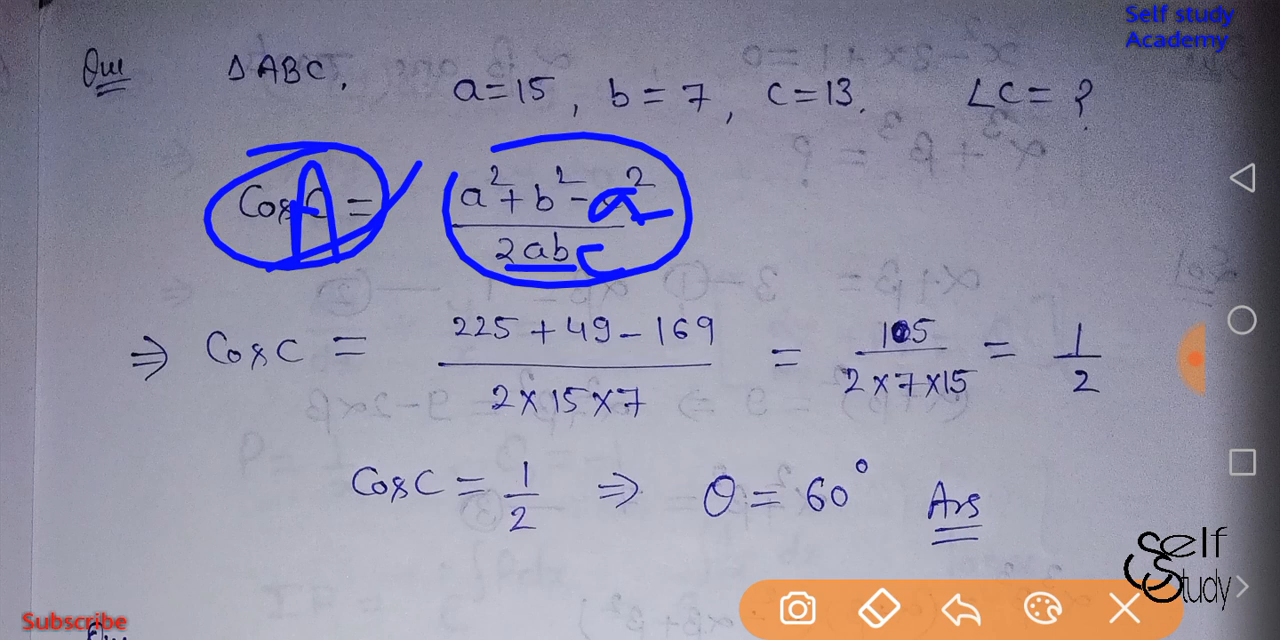 Self study
Academy
Que ΔABC, a=15, b=7, c=13, ∠C=?
CosA = a²+b²-a² / 2abc
⇒ CosC = 225+49-169 / 2×15×7 = 105 / 2×7×15 = 1/2
CosC = 1/2 ⇒ θ = 60° Ans
Self
Study
Subscribe